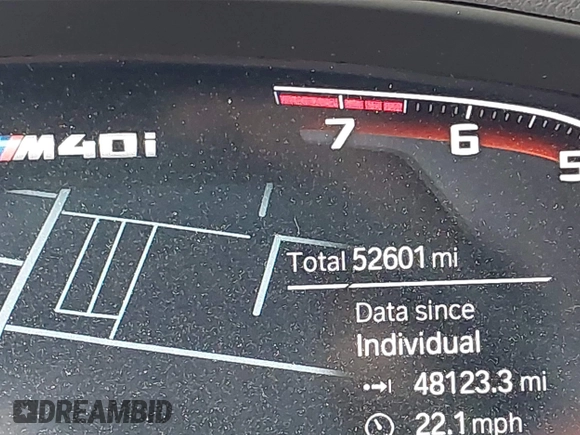 M40i
7 6 5
Total 52601 mi
Data since
Individual
48123.3 mi
22.1 mph
DREAMBID